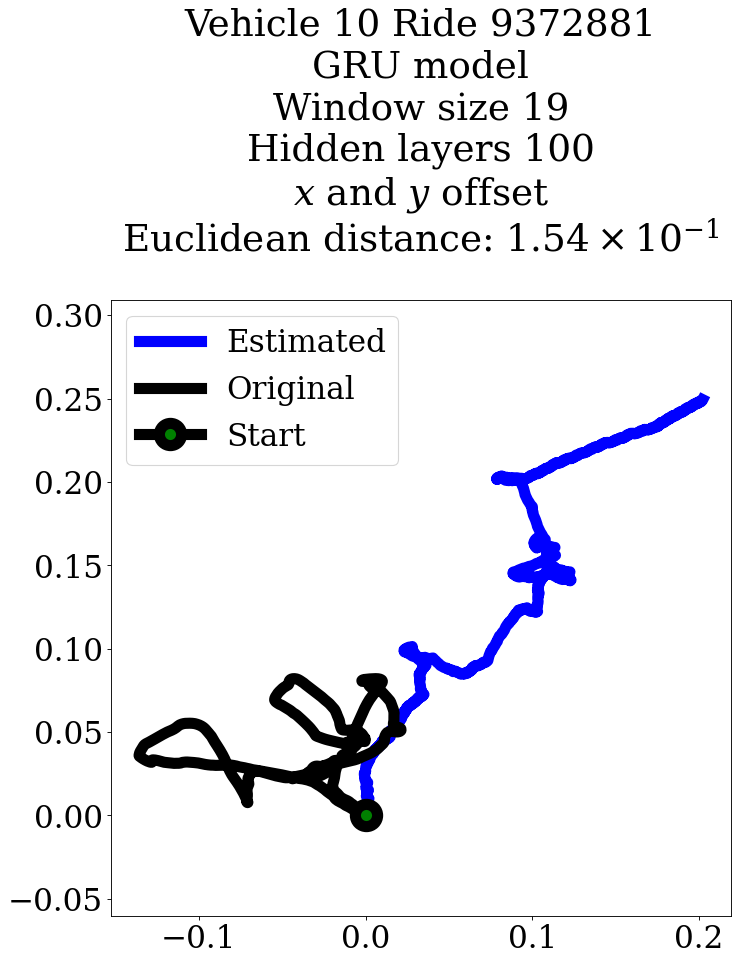 Vehicle 10 Ride 9372881
GRU model
Window size 19
Hidden layers 100
x and y offset
Euclidean distance: 1.54 × 10⁻¹
Estimated
Original
Start
0.30
0.25
0.20
0.15
0.10
0.05
0.00
−0.05
−0.1 0.0 0.1 0.2